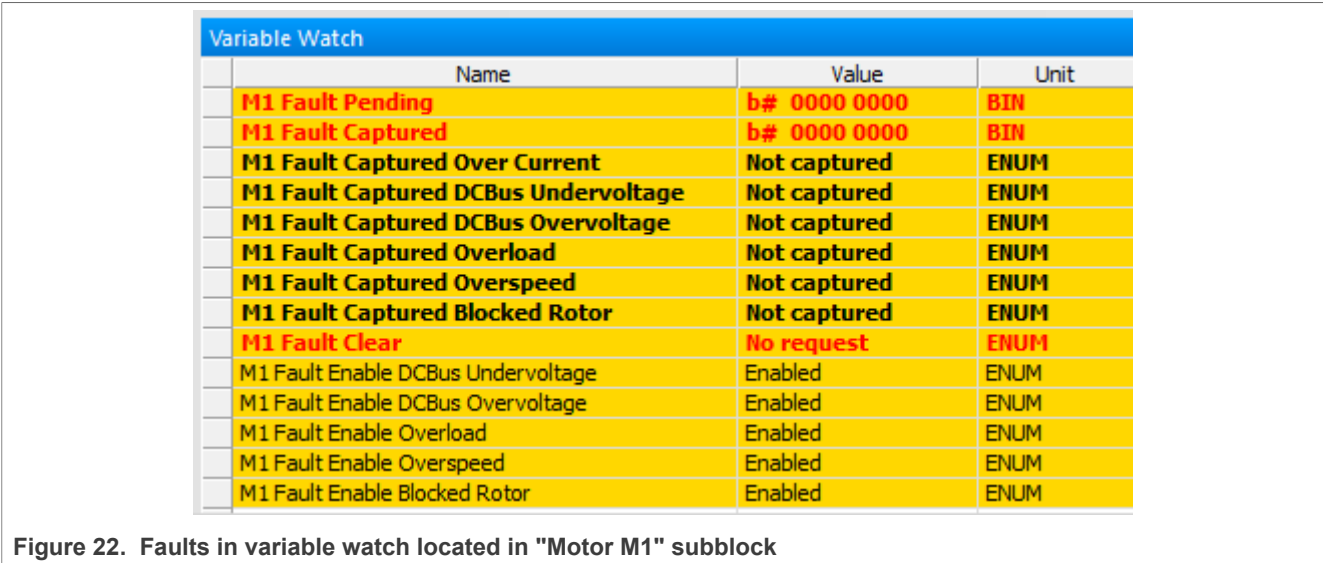 Variable Watch
Name Value Unit
M1 Fault Pending b# 0000 0000 BIN
M1 Fault Captured b# 0000 0000 BIN
M1 Fault Captured Over Current Not captured ENUM
M1 Fault Captured DCBus Undervoltage Not captured ENUM
M1 Fault Captured DCBus Overvoltage Not captured ENUM
M1 Fault Captured Overload Not captured ENUM
M1 Fault Captured Overspeed Not captured ENUM
M1 Fault Captured Blocked Rotor Not captured ENUM
M1 Fault Clear No request ENUM
M1 Fault Enable DCBus Undervoltage Enabled ENUM
M1 Fault Enable DCBus Overvoltage Enabled ENUM
M1 Fault Enable Overload Enabled ENUM
M1 Fault Enable Overspeed Enabled ENUM
M1 Fault Enable Blocked Rotor Enabled ENUM
Figure 22. Faults in variable watch located in "Motor M1" subblock